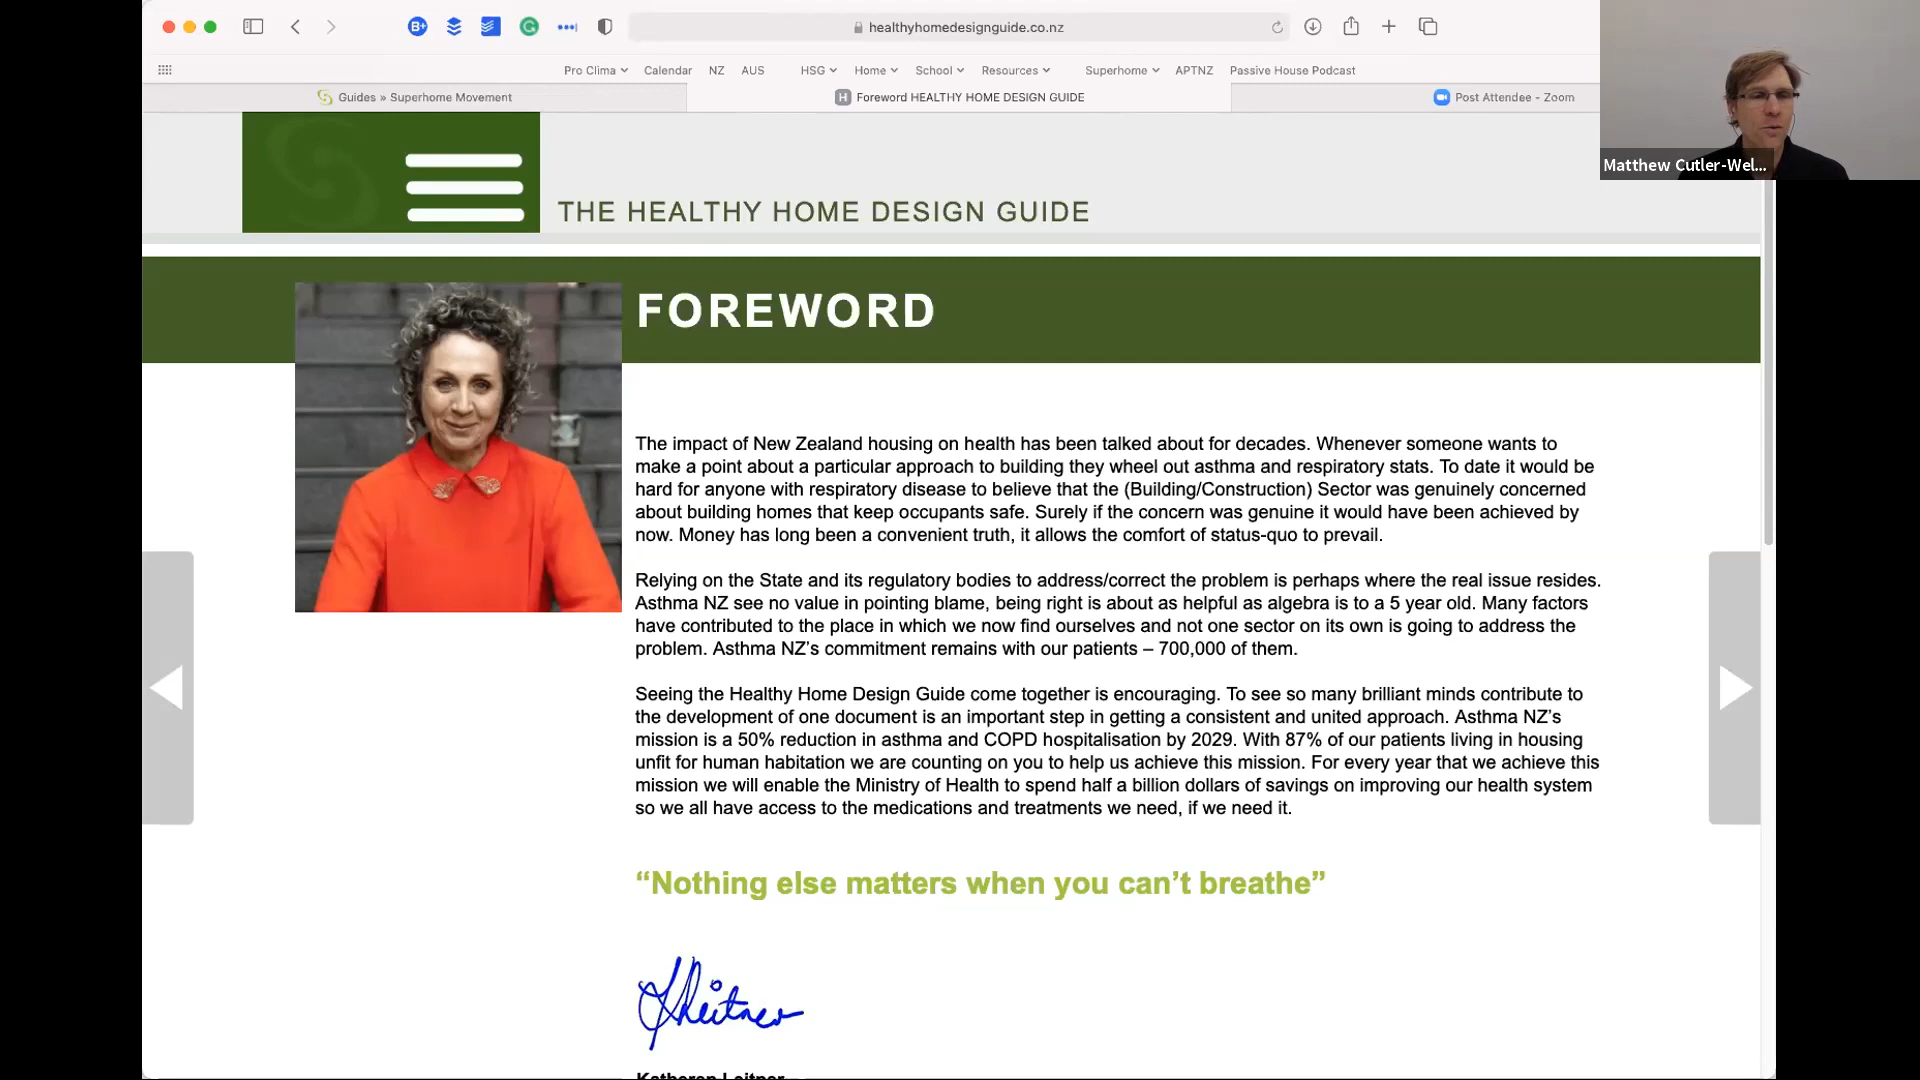 healthyhomedesignguide.co.nz
Pro Clima Calendar NZ AUS HSG Home School Resources Superhome APTNZ Passive House Podcast
Guides » Superhome Movement
H Foreword HEALTHY HOME DESIGN GUIDE
Post Attendee - Zoom
Matthew Cutler-Wel...
THE HEALTHY HOME DESIGN GUIDE
FOREWORD
The impact of New Zealand housing on health has been talked about for decades. Whenever someone wants to
make a point about a particular approach to building they wheel out asthma and respiratory stats. To date it would be
hard for anyone with respiratory disease to believe that the (Building/Construction) Sector was genuinely concerned
about building homes that keep occupants safe. Surely if the concern was genuine it would have been achieved by
now. Money has long been a convenient truth, it allows the comfort of status-quo to prevail.
Relying on the State and its regulatory bodies to address/correct the problem is perhaps where the real issue resides.
Asthma NZ see no value in pointing blame, being right is about as helpful as algebra is to a 5 year old. Many factors
have contributed to the place in which we now find ourselves and not one sector on its own is going to address the
problem. Asthma NZ's commitment remains with our patients – 700,000 of them.
Seeing the Healthy Home Design Guide come together is encouraging. To see so many brilliant minds contribute to
the development of one document is an important step in getting a consistent and united approach. Asthma NZ's
mission is a 50% reduction in asthma and COPD hospitalisation by 2029. With 87% of our patients living in housing
unfit for human habitation we are counting on you to help us achieve this mission. For every year that we achieve this
mission we will enable the Ministry of Health to spend half a billion dollars of savings on improving our health system
so we all have access to the medications and treatments we need, if we need it.
“Nothing else matters when you can’t breathe”
KLeitner
Katheren Leitner